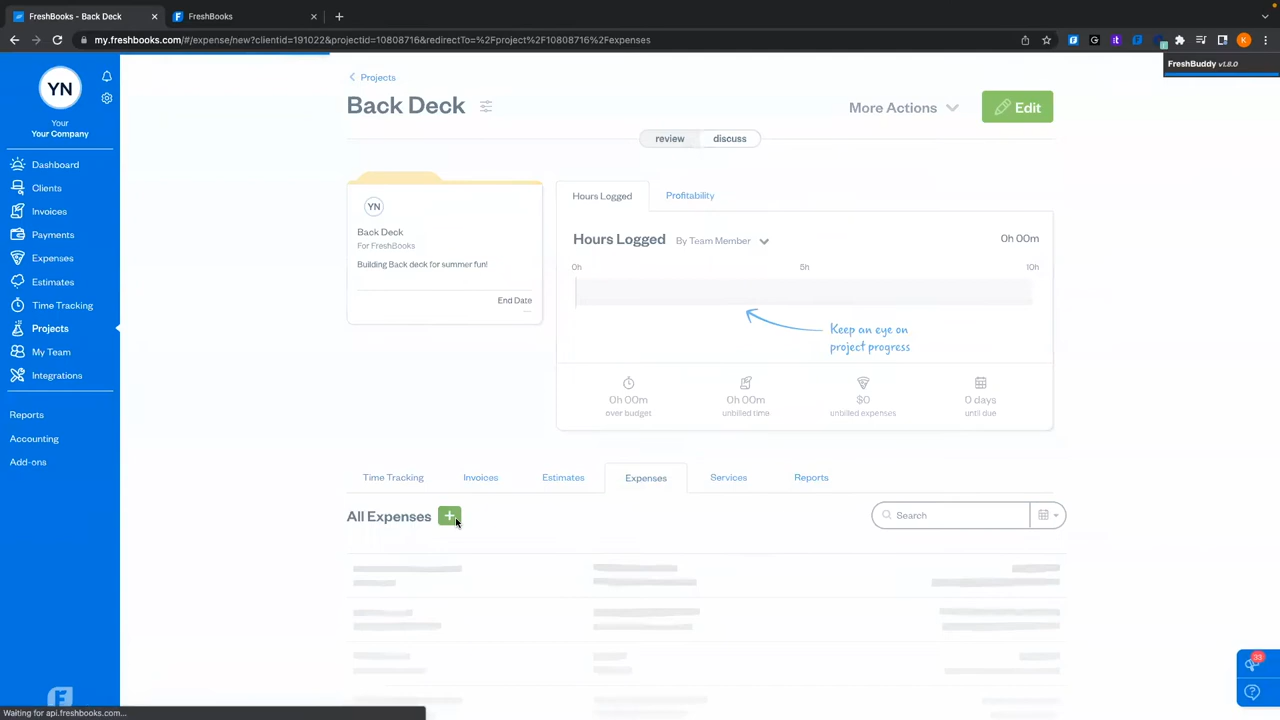 FreshBooks - Back Deck
FreshBooks
my.freshbooks.com/#/expense/new?clientid=191022&projectid=10808716&redirectTo=%2Fproject%2F10808716%2Fexpenses
FreshBuddy v1.8.0
YN
Your
Your Company
Dashboard
Clients
Invoices
Payments
Expenses
Estimates
Time Tracking
Projects
My Team
Integrations
Reports
Accounting
Add-ons
Projects
Back Deck
More Actions
Edit
review
discuss
YN
Back Deck
For FreshBooks
Building Back deck for summer fun!
End Date
Hours Logged
Profitability
Hours Logged
By Team Member
0h 00m
0h
5h
10h
Keep an eye on
project progress
0h 00m
over budget
0h 00m
unbilled time
$0
unbilled expenses
0 days
until due
Time Tracking
Invoices
Estimates
Expenses
Services
Reports
All Expenses
Search
33
Waiting for api.freshbooks.com...